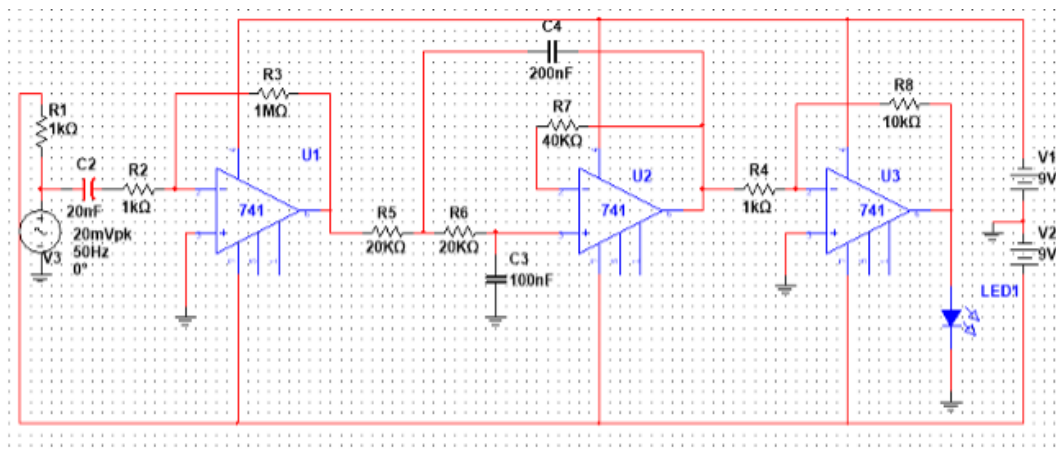 C4
200nF
R3
1MΩ
R8
10kΩ
R1
1kΩ
R7
40KΩ
C2
R2
U1
U2
R4
U3
V1
9V
20nF
1kΩ
741
741
1kΩ
741
20mVpk
50Hz
0°
V3
R5
20KΩ
R6
20KΩ
V2
9V
C3
100nF
LED1